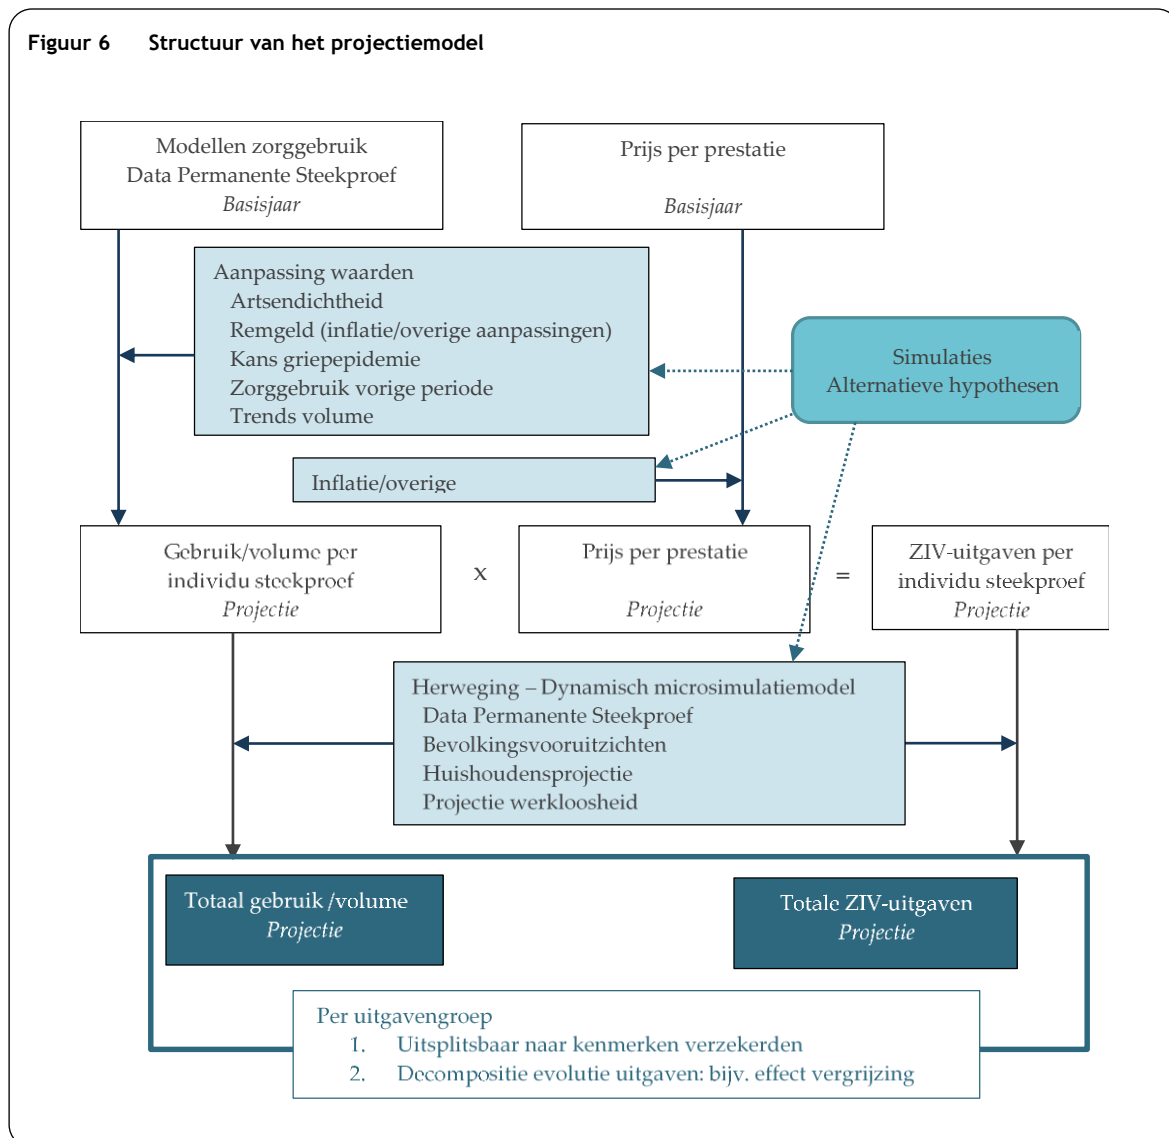 Figuur 6 Structuur van het projectiemodel
Modellen zorggebruik
Data Permanente Steekproef
Basisjaar
Prijs per prestatie
Basisjaar
Aanpassing waarden
Artsendichtheid
Remgeld (inflatie/overige aanpassingen)
Kans griepepidemie
Zorggebruik vorige periode
Trends volume
Simulaties
Alternatieve hypothesen
Inflatie/overige
Gebruik/volume per
individu steekproef
Projectie
x
Prijs per prestatie
Projectie
=
ZIV-uitgaven per
individu steekproef
Projectie
Herweging – Dynamisch microsimulatiemodel
Data Permanente Steekproef
Bevolkingsvooruitzichten
Huishoudensprojectie
Projectie werkloosheid
Totaal gebruik /volume
Projectie
Totale ZIV-uitgaven
Projectie
Per uitgavengroep
1. Uitsplitsbaar naar kenmerken verzekerden
2. Decompositie evolutie uitgaven: bijv. effect vergrijzing